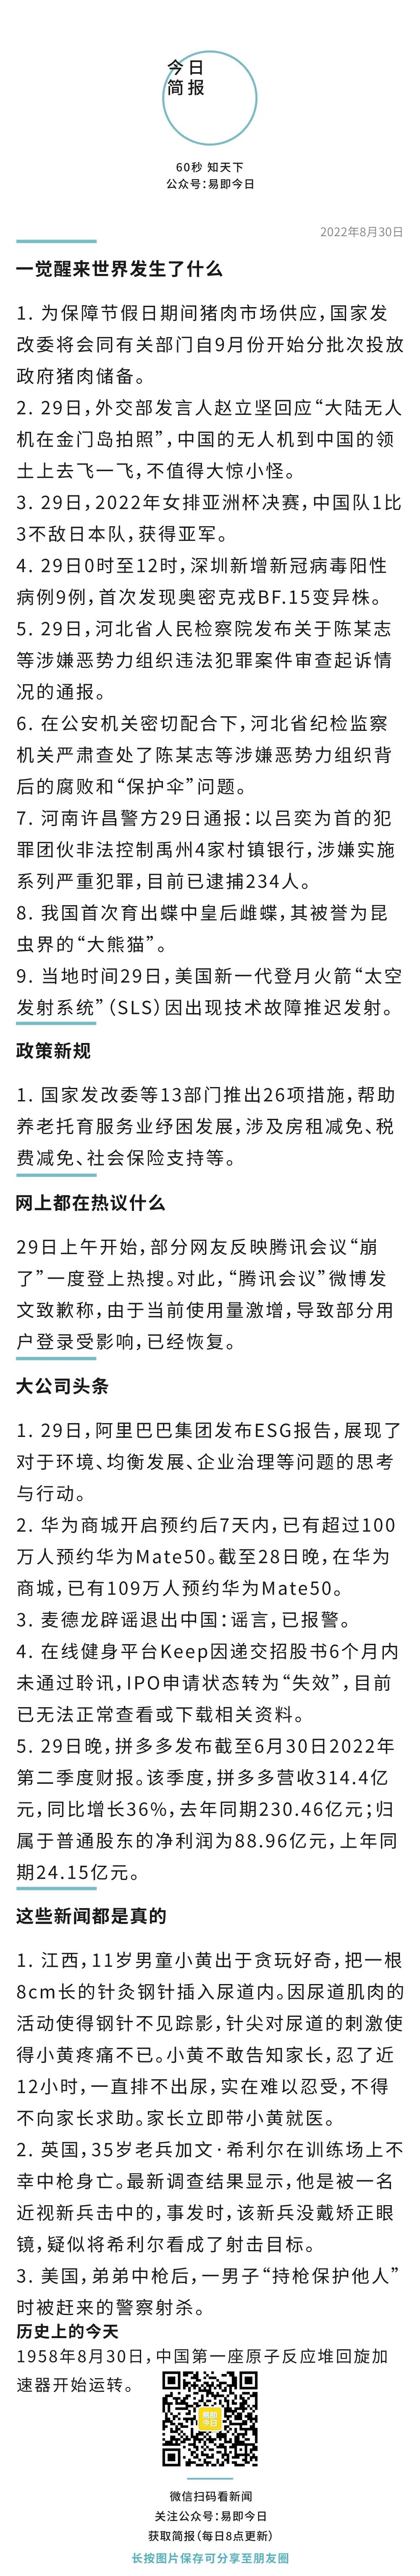 今日
简报
60秒 知天下
公众号：易即今日
2022年8月30日
一觉醒来世界发生了什么
1. 为保障节假日期间猪肉市场供应，国家发
改委将会同有关部门自9月份开始分批次投放
政府猪肉储备。
2. 29日，外交部发言人赵立坚回应“大陆无人
机在金门岛拍照”，中国的无人机到中国的领
土上去飞一飞，不值得大惊小怪。
3. 29日，2022年女排亚洲杯决赛，中国队1比
3不敌日本队，获得亚军。
4. 29日0时至12时，深圳新增新冠病毒阳性
病例9例，首次发现奥密克戎BF.15变异株。
5. 29日，河北省人民检察院发布关于陈某志
等涉嫌恶势力组织违法犯罪案件审查起诉情
况的通报。
6. 在公安机关密切配合下，河北省纪检监察
机关严肃查处了陈某志等涉嫌恶势力组织背
后的腐败和“保护伞”问题。
7. 河南许昌警方29日通报：以吕奕为首的犯
罪团伙非法控制禹州4家村镇银行，涉嫌实施
系列严重犯罪，目前已逮捕234人。
8. 我国首次育出蝶中皇后雌蝶，其被誉为昆
虫界的“大熊猫”。
9. 当地时间29日，美国新一代登月火箭“太空
发射系统”（SLS）因出现技术故障推迟发射。
政策新规
1. 国家发改委等13部门推出26项措施，帮助
养老托育服务业纾困发展，涉及房租减免、税
费减免、社会保险支持等。
网上都在热议什么
29日上午开始，部分网友反映腾讯会议“崩
了”一度登上热搜。对此，“腾讯会议”微博发
文致歉称，由于当前使用量激增，导致部分用
户登录受影响，已经恢复。
大公司头条
1. 29日，阿里巴巴集团发布ESG报告，展现了
对于环境、均衡发展、企业治理等问题的思考
与行动。
2. 华为商城开启预约后7天内，已有超过100
万人预约华为Mate50。截至28日晚，在华为
商城，已有109万人预约华为Mate50。
3. 麦德龙辟谣退出中国：谣言，已报警。
4. 在线健身平台Keep因递交招股书6个月内
未通过聆讯，IPO申请状态转为“失效”，目前
已无法正常查看或下载相关资料。
5. 29日晚，拼多多发布截至6月30日2022年
第二季度财报。该季度，拼多多营收314.4亿
元，同比增长36%，去年同期230.46亿元；归
属于普通股东的净利润为88.96亿元，上年同
期24.15亿元。
这些新闻都是真的
1. 江西，11岁男童小黄出于贪玩好奇，把一根
8cm长的针灸钢针插入尿道内。因尿道肌肉的
活动使得钢针不见踪影，针尖对尿道的刺激使
得小黄疼痛不已。小黄不敢告知家长，忍了近
12小时，一直排不出尿，实在难以忍受，不得
不向家长求助。家长立即带小黄就医。
2. 英国，35岁老兵加文·希利尔在训练场上不
幸中枪身亡。最新调查结果显示，他是被一名
近视新兵击中的，事发时，该新兵没戴矫正眼
镜，疑似将希利尔看成了射击目标。
3. 美国，弟弟中枪后，一男子“持枪保护他人”
时被赶来的警察射杀。
历史上的今天
1958年8月30日，中国第一座原子反应堆回旋加
速器开始运转。
易即
今日
微信扫码看新闻
关注公众号：易即今日
获取简报（每日8点更新）
长按图片保存可分享至朋友圈